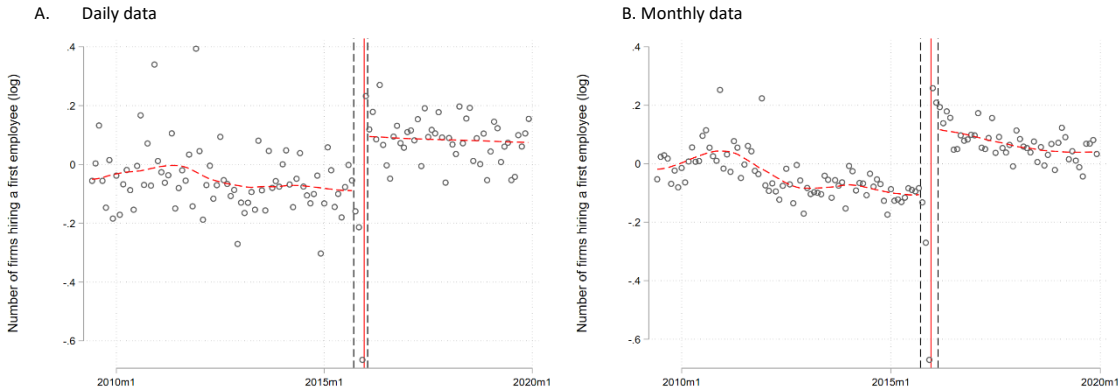 A. Daily data
B. Monthly data
Number of firms hiring a first employee (log)
.4
.2
0
-.2
-.4
-.6
2010m1
2015m1
2020m1
Number of firms hiring a first employee (log)
.4
.2
0
-.2
-.4
-.6
2010m1
2015m1
2020m1